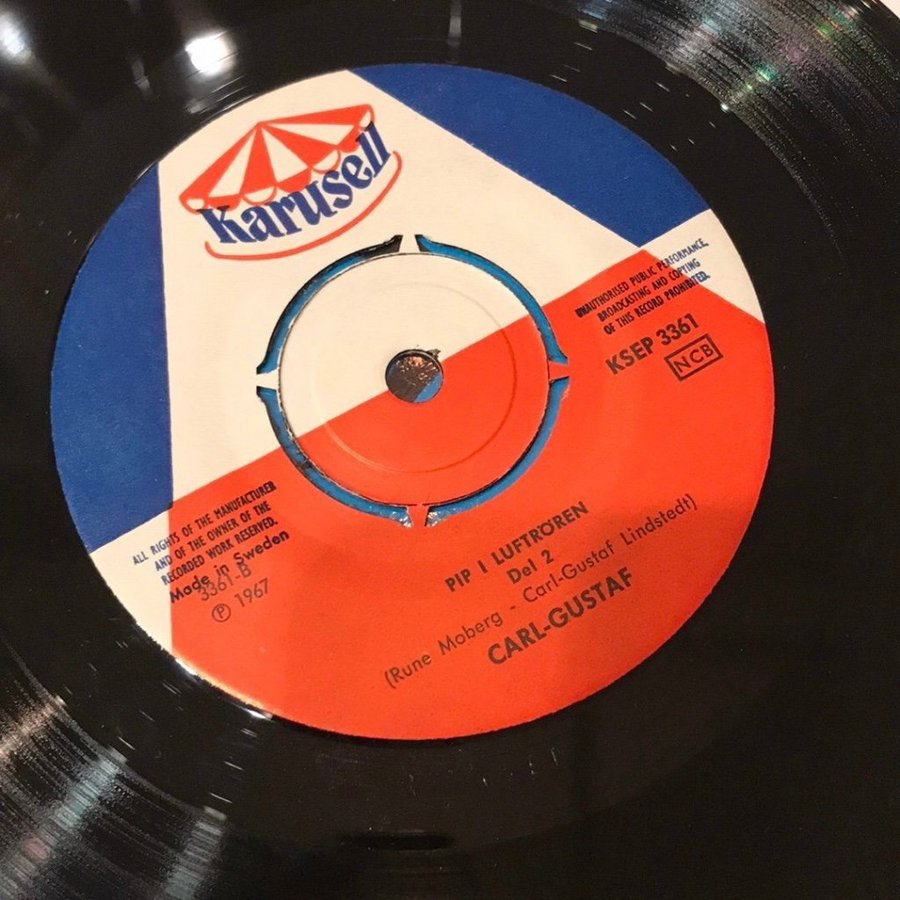 Karusell
UNAUTHORISED PUBLIC PERFORMANCE,
BROADCASTING AND COPYING
OF THIS RECORD PROHIBITED.
KSEP 3361
NCB
ALL RIGHTS OF THE MANUFACTURER
AND OF THE OWNER OF THE
RECORDED WORK RESERVED.
Made in Sweden
3361-B
Ⓟ 1967
PIP I LUFTRÖREN
Del 2
(Rune Moberg - Carl-Gustaf Lindstedt)
CARL-GUSTAF